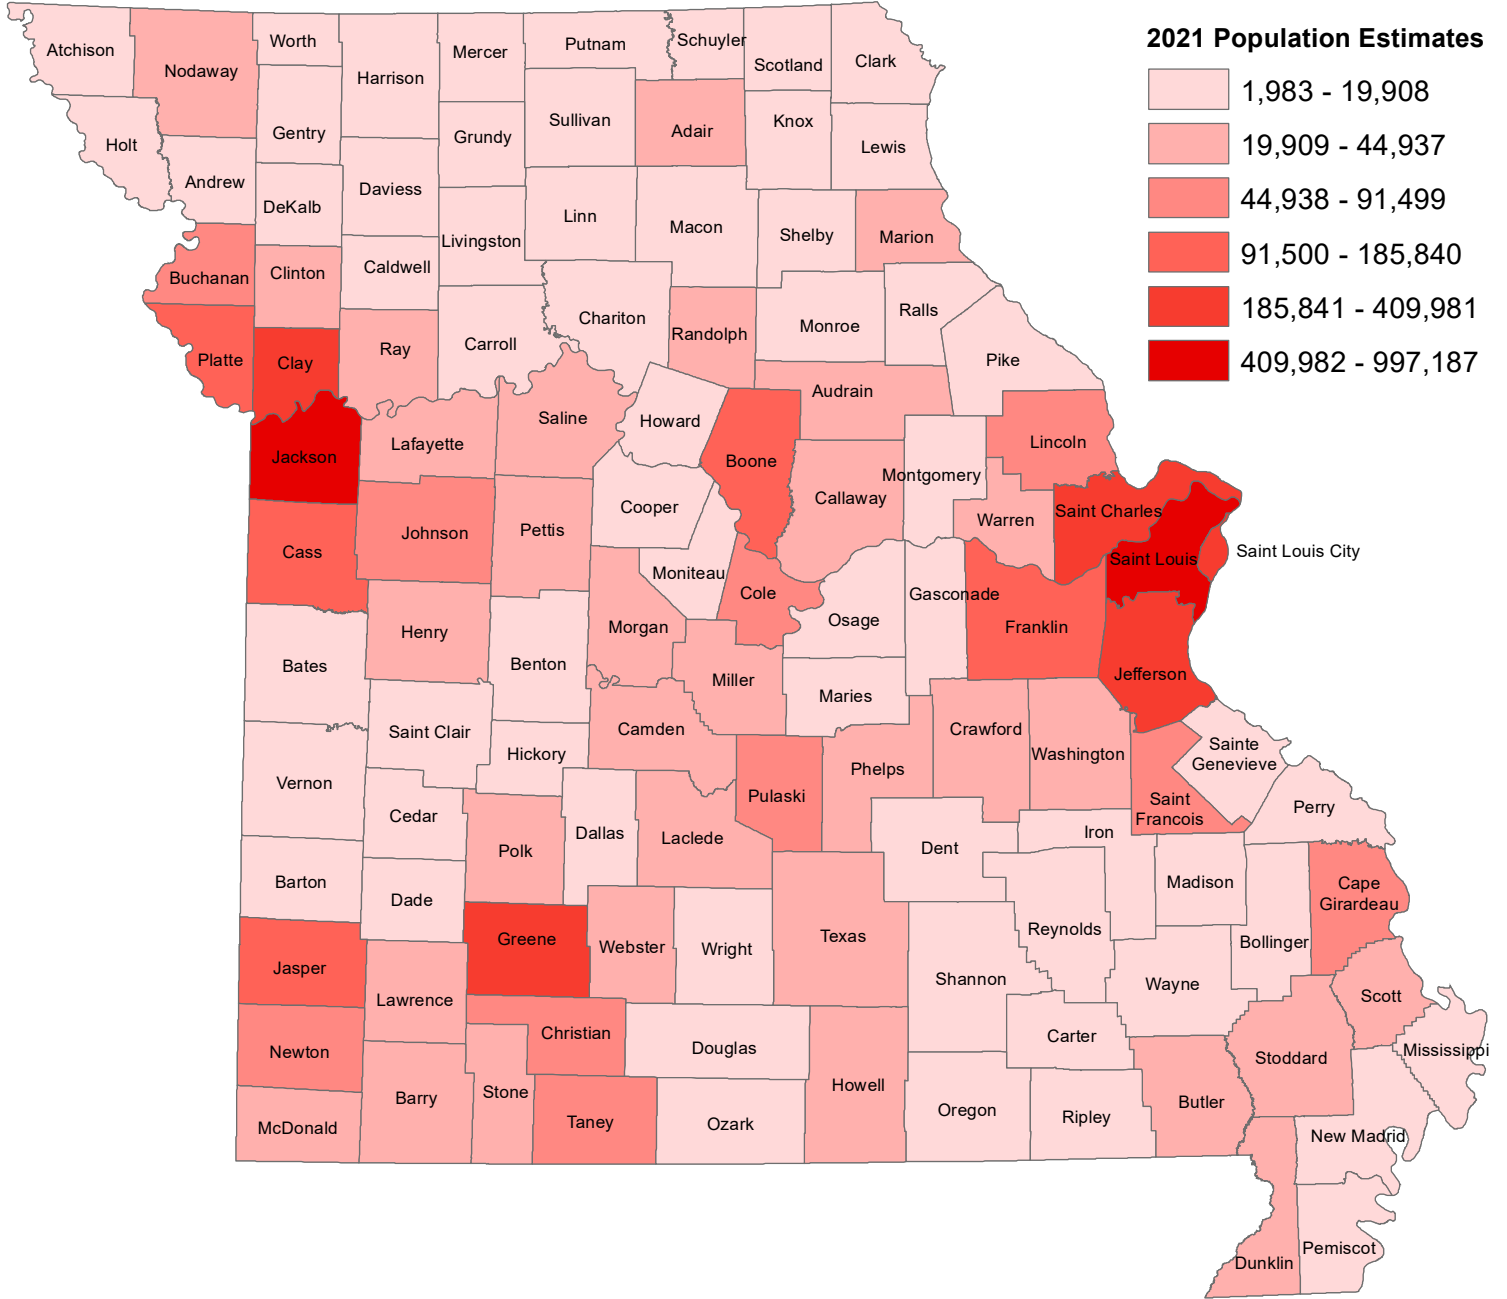 2021 Population Estimates
1,983 - 19,908
19,909 - 44,937
44,938 - 91,499
91,500 - 185,840
185,841 - 409,981
409,982 - 997,187
Atchison
Nodaway
Worth
Harrison
Mercer
Putnam
Schuyler
Scotland
Clark
Holt
Andrew
Gentry
DeKalb
Daviess
Grundy
Sullivan
Adair
Knox
Lewis
Buchanan
Clinton
Caldwell
Livingston
Linn
Macon
Shelby
Marion
Platte
Clay
Ray
Carroll
Chariton
Randolph
Monroe
Ralls
Pike
Jackson
Lafayette
Saline
Howard
Boone
Audrain
Callaway
Montgomery
Lincoln
Warren
Saint Charles
Saint Louis
Saint Louis City
Cass
Johnson
Pettis
Cooper
Moniteau
Cole
Osage
Gasconade
Franklin
Jefferson
Bates
Henry
Benton
Morgan
Miller
Maries
Camden
Saint Clair
Hickory
Vernon
Cedar
Polk
Dallas
Laclede
Pulaski
Phelps
Crawford
Washington
Saint
Francois
Sainte
Genevieve
Perry
Barton
Dade
Dent
Iron
Reynolds
Madison
Bollinger
Cape
Girardeau
Jasper
Lawrence
Greene
Webster
Wright
Texas
Shannon
Wayne
Scott
Stoddard
Mississippi
Newton
Christian
Douglas
Howell
Carter
Butler
McDonald
Barry
Stone
Taney
Ozark
Oregon
Ripley
New Madrid
Dunklin
Pemiscot